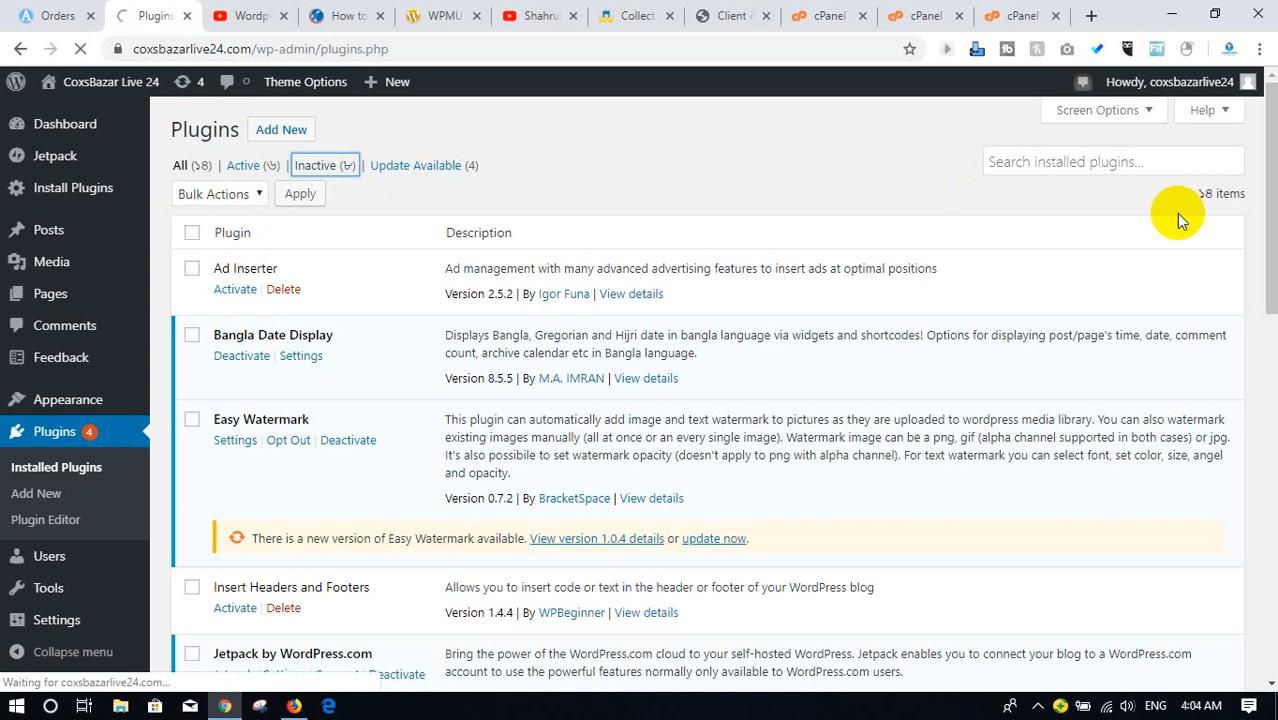 Orders
Plugins
Wordp
How to
WPMU
Shahru
Collect
Client A
cPanel
cPanel
cPanel
coxsbazarlive24.com/wp-admin/plugins.php
CoxsBazar Live 24
4
0
Theme Options
New
Howdy, coxsbazarlive24
Dashboard
Jetpack
Install Plugins
Posts
Media
Pages
Comments
Feedback
Appearance
Plugins 4
Installed Plugins
Add New
Plugin Editor
Users
Tools
Settings
Collapse menu
Screen Options
Help
Plugins Add New
All (১৪) | Active (৬) | Inactive (৮) | Update Available (4)
Search installed plugins...
Bulk Actions Apply
১৪ items
Plugin Description
Ad Inserter
Activate | Delete
Ad management with many advanced advertising features to insert ads at optimal positions
Version 2.5.2 | By Igor Funa | View details
Bangla Date Display
Deactivate | Settings
Displays Bangla, Gregorian and Hijri date in bangla language via widgets and shortcodes! Options for displaying post/page's time, date, comment
count, archive calendar etc in Bangla language.
Version 8.5.5 | By M.A. IMRAN | View details
Easy Watermark
Settings | Opt Out | Deactivate
This plugin can automatically add image and text watermark to pictures as they are uploaded to wordpress media library. You can also watermark
existing images manually (all at once or an every single image). Watermark image can be a png, gif (alpha channel supported in both cases) or jpg.
It's also possibile to set watermark opacity (doesn't apply to png with alpha channel). For text watermark you can select font, set color, size, angel
and opacity.
Version 0.7.2 | By BracketSpace | View details
There is a new version of Easy Watermark available. View version 1.0.4 details or update now.
Insert Headers and Footers
Activate | Delete
Allows you to insert code or text in the header or footer of your WordPress blog
Version 1.4.4 | By WPBeginner | View details
Jetpack by WordPress.com
Deactivate
Bring the power of the WordPress.com cloud to your self-hosted WordPress. Jetpack enables you to connect your blog to a WordPress.com
account to use the powerful features normally only available to WordPress.com users.
Waiting for coxsbazarlive24.com...
ENG
4:04 AM